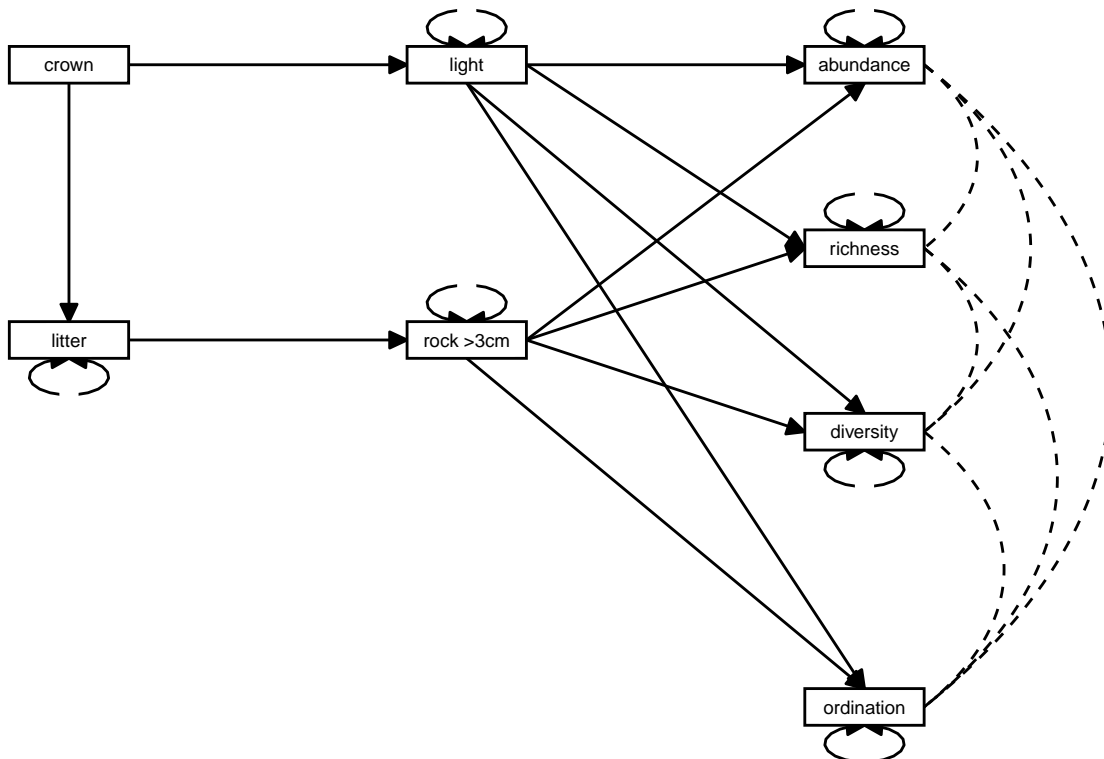 crown
light
abundance
richness
litter
rock >3cm
diversity
ordination